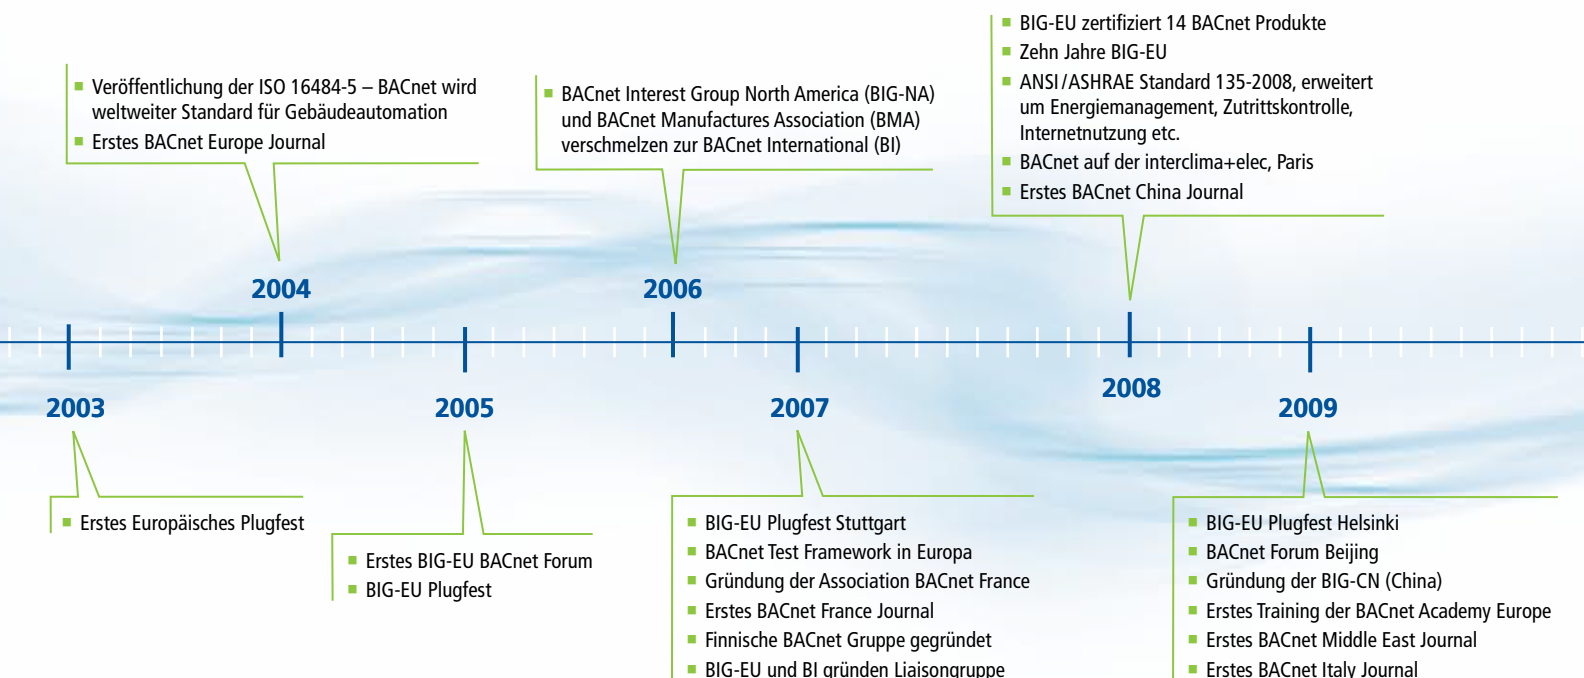 BIG-EU zertifiziert 14 BACnet Produkte
Zehn Jahre BIG-EU
ANSI/ASHRAE Standard 135-2008, erweitert
um Energiemanagement, Zutrittskontrolle,
Internetnutzung etc.
BACnet auf der interclima+elec, Paris
Erstes BACnet China Journal
Veröffentlichung der ISO 16484-5 – BACnet wird
weltweiter Standard für Gebäudeautomation
Erstes BACnet Europe Journal
BACnet Interest Group North America (BIG-NA)
und BACnet Manufactures Association (BMA)
verschmelzen zur BACnet International (BI)
2004
2006
2008
2003
2005
2007
2009
Erstes Europäisches Plugfest
Erstes BIG-EU BACnet Forum
BIG-EU Plugfest
BIG-EU Plugfest Stuttgart
BACnet Test Framework in Europa
Gründung der Association BACnet France
Erstes BACnet France Journal
Finnische BACnet Gruppe gegründet
BIG-EU und BI gründen Liaisongruppe
BIG-EU Plugfest Helsinki
BACnet Forum Beijing
Gründung der BIG-CN (China)
Erstes Training der BACnet Academy Europe
Erstes BACnet Middle East Journal
Erstes BACnet Italy Journal